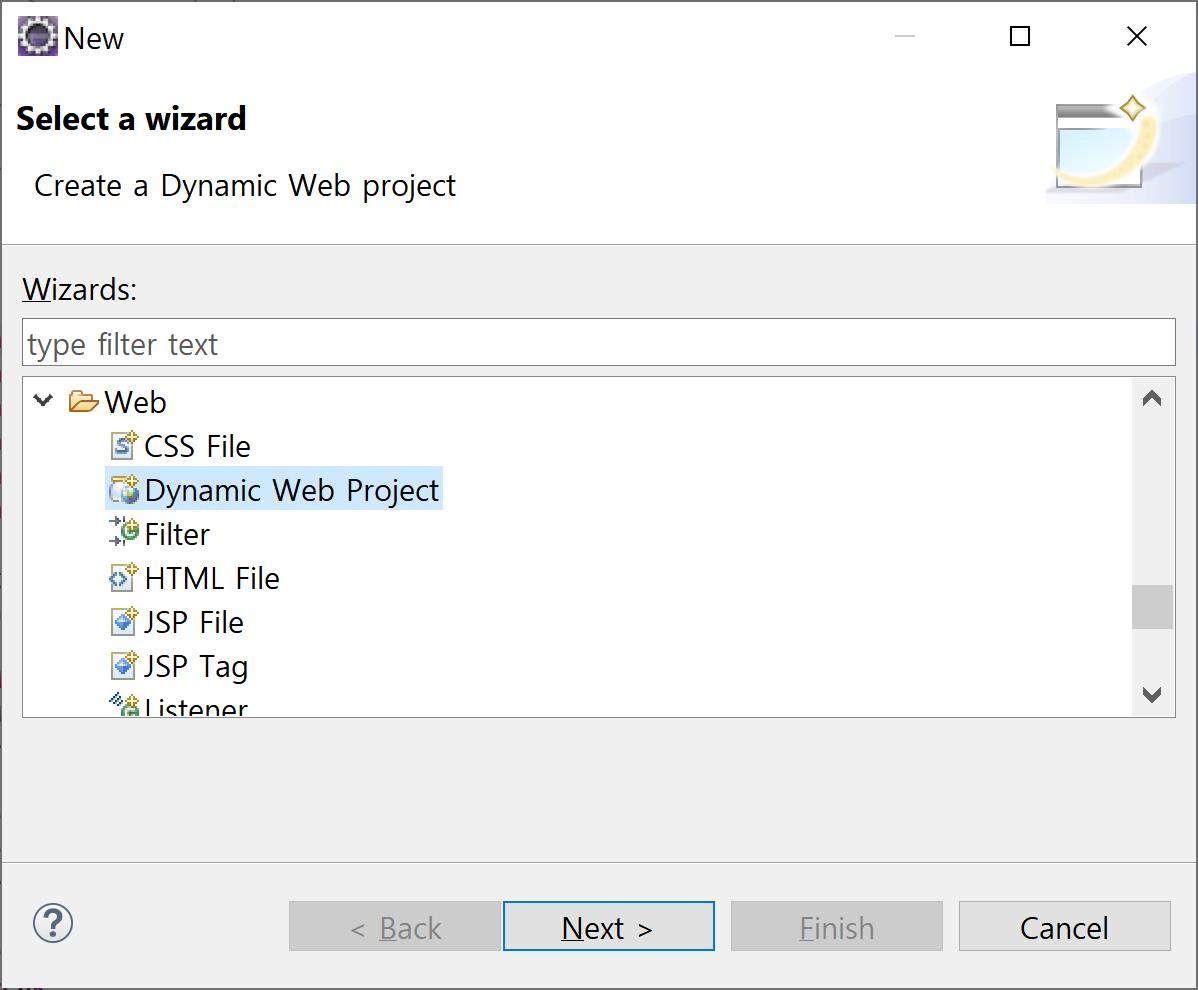 New
Select a wizard
Create a Dynamic Web project
Wizards:
type filter text
Web
CSS File
Dynamic Web Project
Filter
HTML File
JSP File
JSP Tag
Listener
< Back
Next >
Finish
Cancel